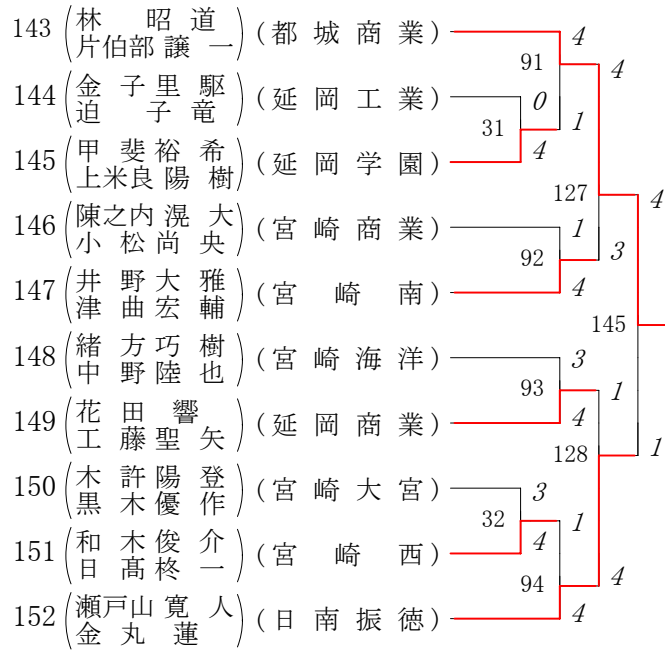 143 林 昭 道 (都 城 商 業) 4
片伯部 譲 一
91 4
144 金 子 里 駆 (延 岡 工 業) 0
迫 子 竜
31 1
145 甲 斐 裕 希 (延 岡 学 園) 4
上米良 陽 樹
127 4
146 陳之内 滉 大 (宮 崎 商 業) 1
小 松 尚 央
92 3
147 井 野 大 雅 (宮 崎 南) 4
津 曲 宏 輔
145
148 緒 方 巧 樹 (宮 崎 海 洋) 3
中 野 陸 也
93 1
149 花 田 響 (延 岡 商 業) 4
工 藤 聖 矢
128 1
150 木 許 陽 登 (宮 崎 大 宮) 3
黒 木 優 作
32 1
151 和 木 俊 介 (宮 崎 西) 4
日 髙 柊 一
94 4
152 瀬戸山 寛 人 (日 南 振 徳) 4
金 丸 蓮